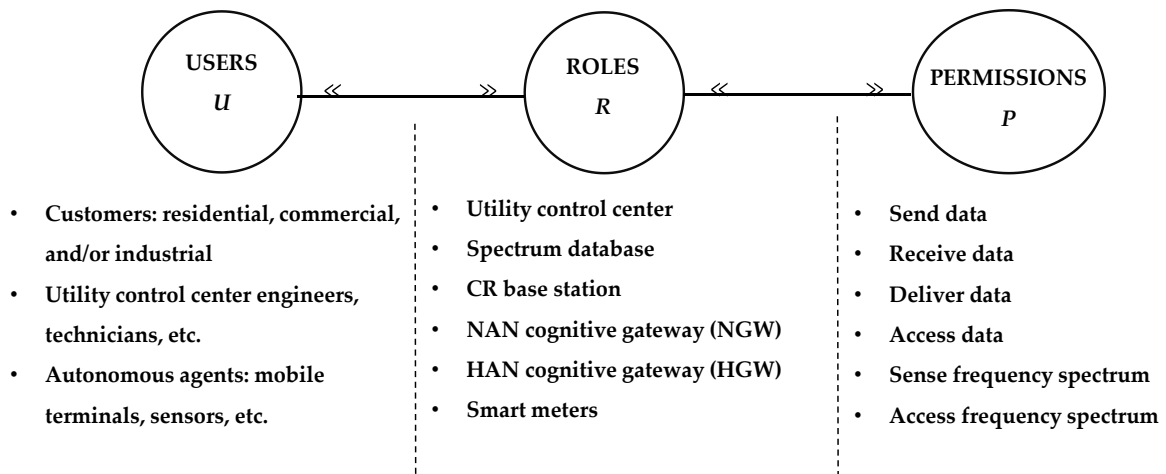 USERS
U
ROLES
R
PERMISSIONS
P
• Customers: residential, commercial,
and/or industrial
• Utility control center engineers,
technicians, etc.
• Autonomous agents: mobile
terminals, sensors, etc.
• Utility control center
• Spectrum database
• CR base station
• NAN cognitive gateway (NGW)
• HAN cognitive gateway (HGW)
• Smart meters
• Send data
• Receive data
• Deliver data
• Access data
• Sense frequency spectrum
• Access frequency spectrum